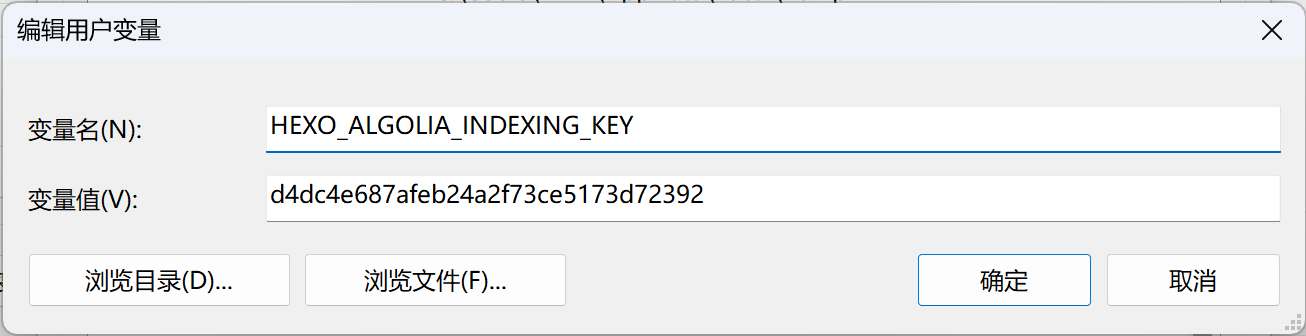 编辑用户变量
变量名(N):
HEXO_ALGOLIA_INDEXING_KEY
变量值(V):
d4dc4e687afeb24a2f73ce5173d72392
浏览目录(D)...
浏览文件(F)...
确定
取消